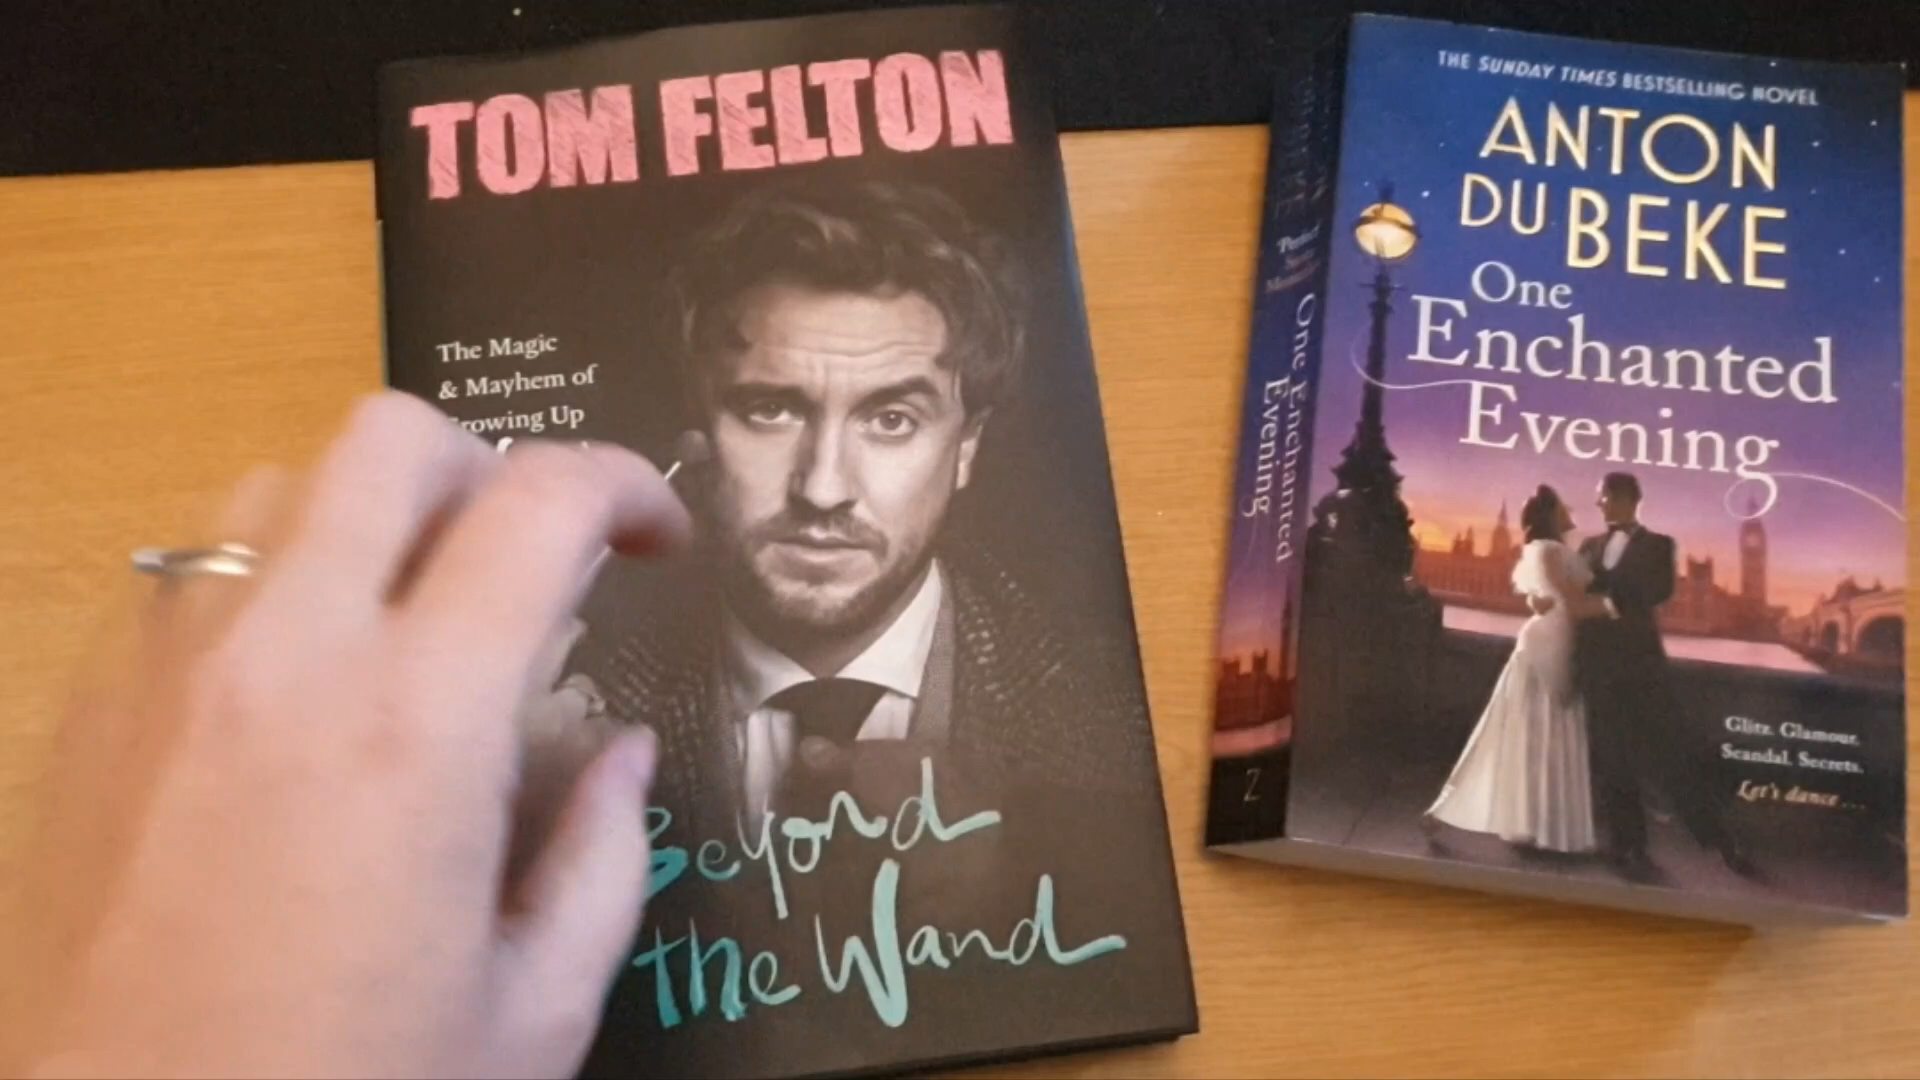 TOM FELTON
The Magic
& Mayhem of
Growing Up
Beyond
the Wand
THE SUNDAY TIMES BESTSELLING NOVEL
ANTON
DU BEKE
One
Enchanted
Evening
Glitz. Glamour.
Scandal. Secrets.
Let's dance...
One Enchanted
Evening
Z